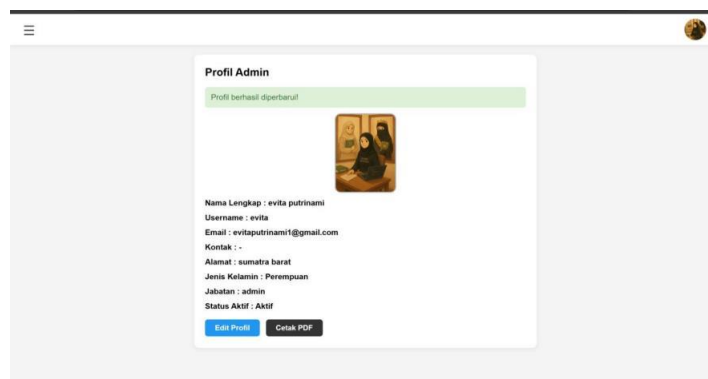 Profil Admin
Profil berhasil diperbarui!
Nama Lengkap : evita putrinami
Username : evita
Email : evitaputrinami1@gmail.com
Kontak : -
Alamat : sumatra barat
Jenis Kelamin : Perempuan
Jabatan : admin
Status Aktif : Aktif
Edit Profil Cetak PDF